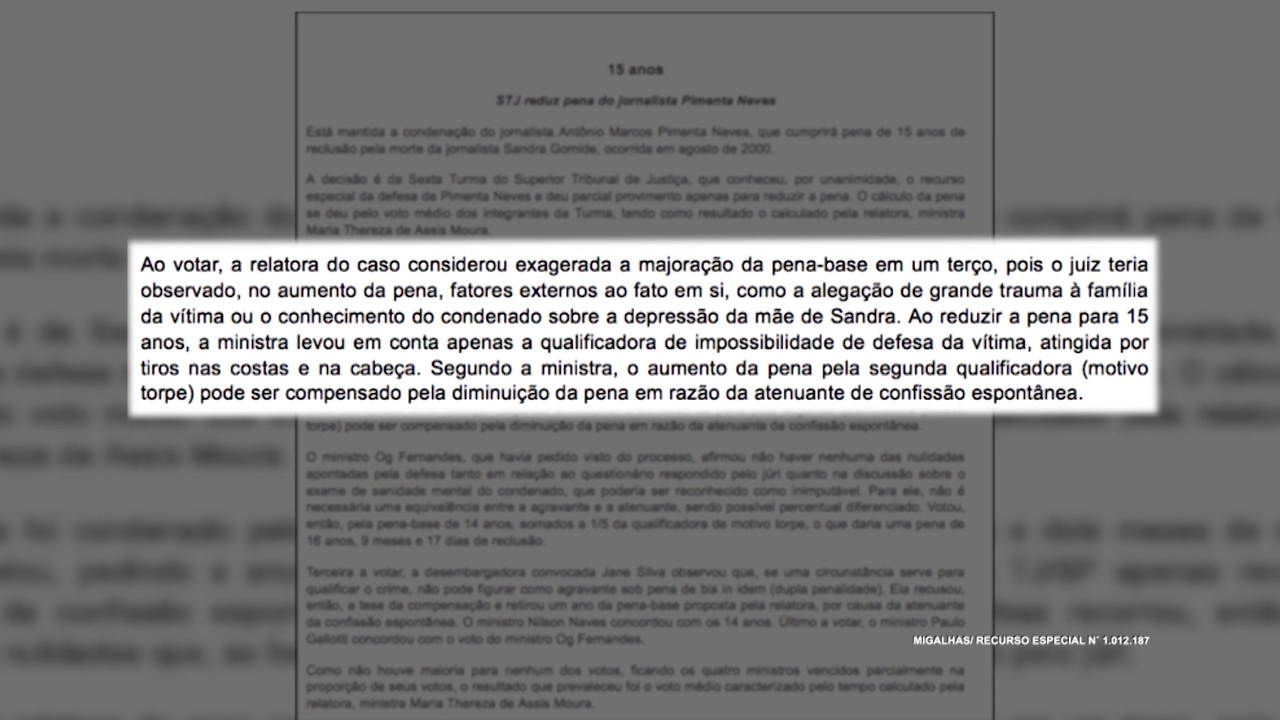 15 anos
STJ reduz pena do jornalista Pimenta Neves
Está mantida a condenação do jornalista Antônio Marcos Pimenta Neves, que cumprirá pena de 15 anos de
reclusão pela morte da jornalista Sandra Gomide, ocorrida em agosto de 2000.
A decisão é da Sexta Turma do Superior Tribunal de Justiça, que conheceu, por unanimidade, o recurso
especial da defesa de Pimenta Neves e deu parcial provimento apenas para reduzir a pena. O cálculo da pena
se deu pelo voto médio dos integrantes da Turma, tendo como resultado o calculado pela relatora, ministra
Maria Thereza de Assis Moura.
Ao votar, a relatora do caso considerou exagerada a majoração da pena-base em um terço, pois o juiz teria
observado, no aumento da pena, fatores externos ao fato em si, como a alegação de grande trauma à família
da vítima ou o conhecimento do condenado sobre a depressão da mãe de Sandra. Ao reduzir a pena para 15
anos, a ministra levou em conta apenas a qualificadora de impossibilidade de defesa da vítima, atingida por
tiros nas costas e na cabeça. Segundo a ministra, o aumento da pena pela segunda qualificadora (motivo
torpe) pode ser compensado pela diminuição da pena em razão da atenuante de confissão espontânea.
torpe) pode ser compensado pela diminuição da pena em razão da atenuante de confissão espontânea.
O ministro Og Fernandes, que havia pedido visto do processo, afirmou não haver nenhuma das nulidades
apontadas pela defesa tanto em relação ao questionário respondido pelo júri quanto na discussão sobre o
exame de sanidade mental do condenado, que poderia ser reconhecido como inimputável. Para ele, não é
necessária uma equivalência entre a agravante e a atenuante, sendo possível percentual diferenciado. Votou,
então, pela pena-base de 14 anos, somados a 1/5 da qualificadora de motivo torpe, o que daria uma pena de
16 anos, 9 meses e 17 dias de reclusão.
Terceira a votar, a desembargadora convocada Jane Silva observou que, se uma circunstância serve para
qualificar o crime, não pode figurar como agravante sob pena de bis in idem (dupla penalidade). Ela recusou,
então, a tese da compensação e retirou um ano da pena-base proposta pela relatora, por causa da atenuante
da confissão espontânea. O ministro Nilson Naves concordou com os 14 anos. Último a votar, o ministro Paulo
Gallotti concordou com o voto do ministro Og Fernandes.
MIGALHAS/ RECURSO ESPECIAL N° 1.012.187
Como não houve maioria para nenhum dos votos, ficando os quatro ministros vencidos parcialmente na
proporção de seus votos, o resultado que prevaleceu foi o voto médio caracterizado pelo tempo calculado pela
relatora, ministra Maria Thereza de Assis Moura.